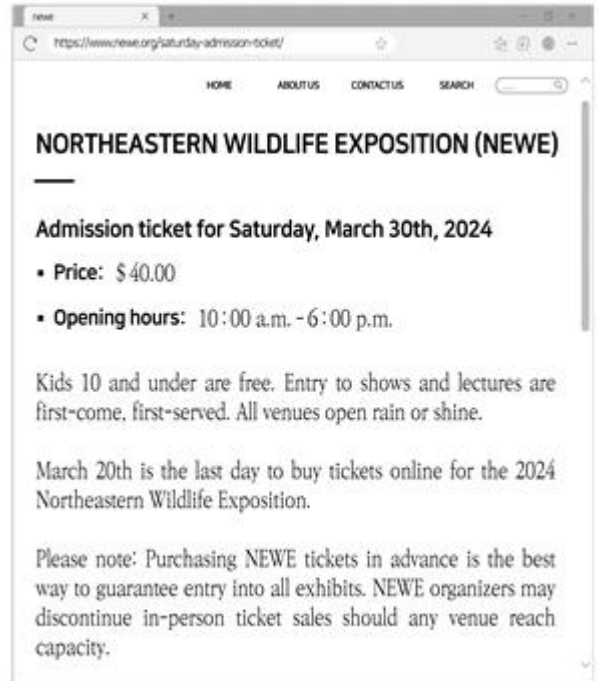 newe
https://www.newe.org/saturday-admission-ticket/
HOME ABOUT US CONTACT US SEARCH
NORTHEASTERN WILDLIFE EXPOSITION (NEWE)
Admission ticket for Saturday, March 30th, 2024
▪ Price: $40.00
▪ Opening hours: 10:00 a.m. - 6:00 p.m.
Kids 10 and under are free. Entry to shows and lectures are
first-come, first-served. All venues open rain or shine.
March 20th is the last day to buy tickets online for the 2024
Northeastern Wildlife Exposition.
Please note: Purchasing NEWE tickets in advance is the best
way to guarantee entry into all exhibits. NEWE organizers may
discontinue in-person ticket sales should any venue reach
capacity.